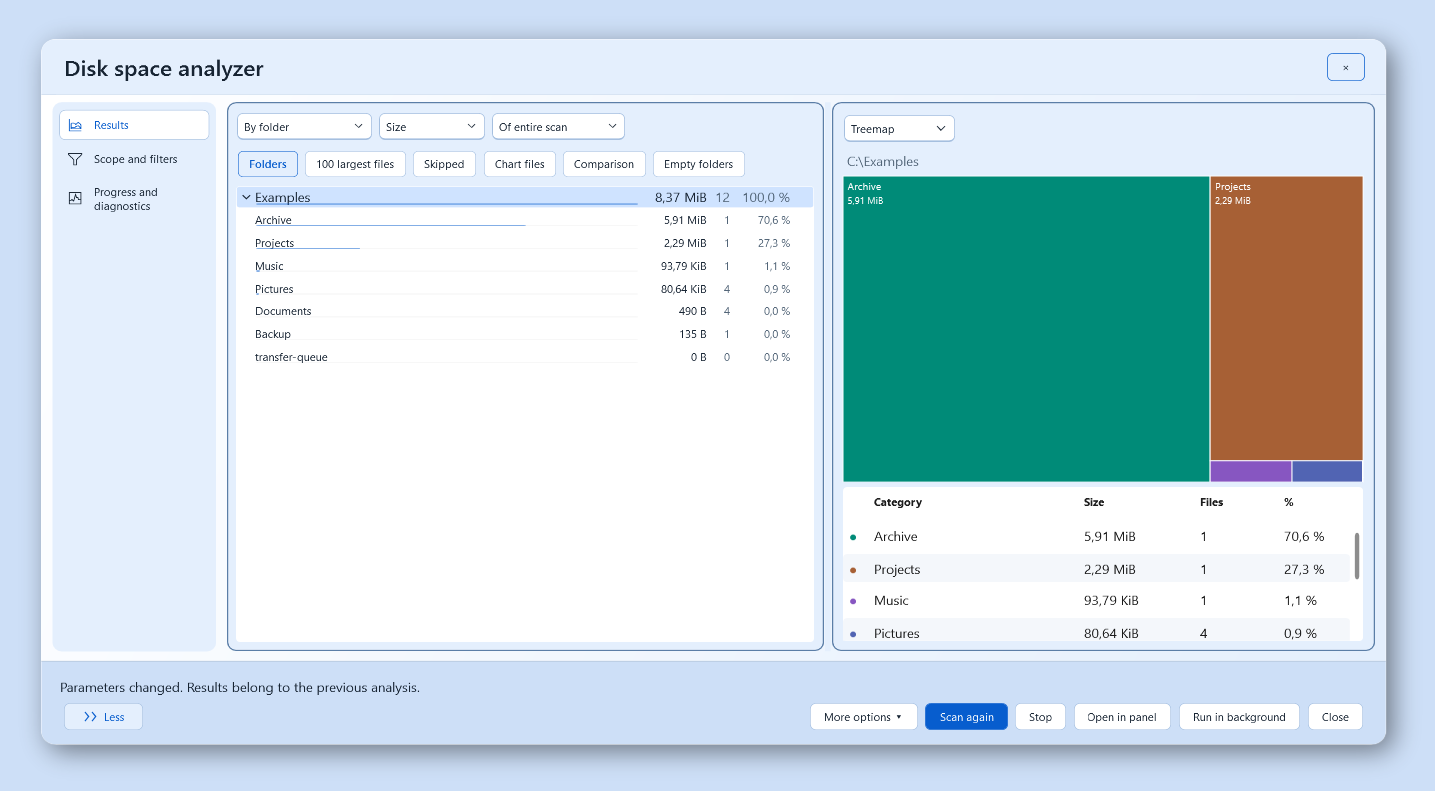 Disk space analyzer
×
Results
Scope and filters
Progress and
diagnostics
By folder
Size
Of entire scan
Folders
100 largest files
Skipped
Chart files
Comparison
Empty folders
Examples 8,37 MiB 12 100,0 %
Archive 5,91 MiB 1 70,6 %
Projects 2,29 MiB 1 27,3 %
Music 93,79 KiB 1 1,1 %
Pictures 80,64 KiB 4 0,9 %
Documents 490 B 4 0,0 %
Backup 135 B 1 0,0 %
transfer-queue 0 B 0 0,0 %
Treemap
C:\Examples
Archive
5,91 MiB
Projects
2,29 MiB
Category Size Files %
Archive 5,91 MiB 1 70,6 %
Projects 2,29 MiB 1 27,3 %
Music 93,79 KiB 1 1,1 %
Pictures 80,64 KiB 4 0,9 %
Parameters changed. Results belong to the previous analysis.
Less
More options
Scan again
Stop
Open in panel
Run in background
Close